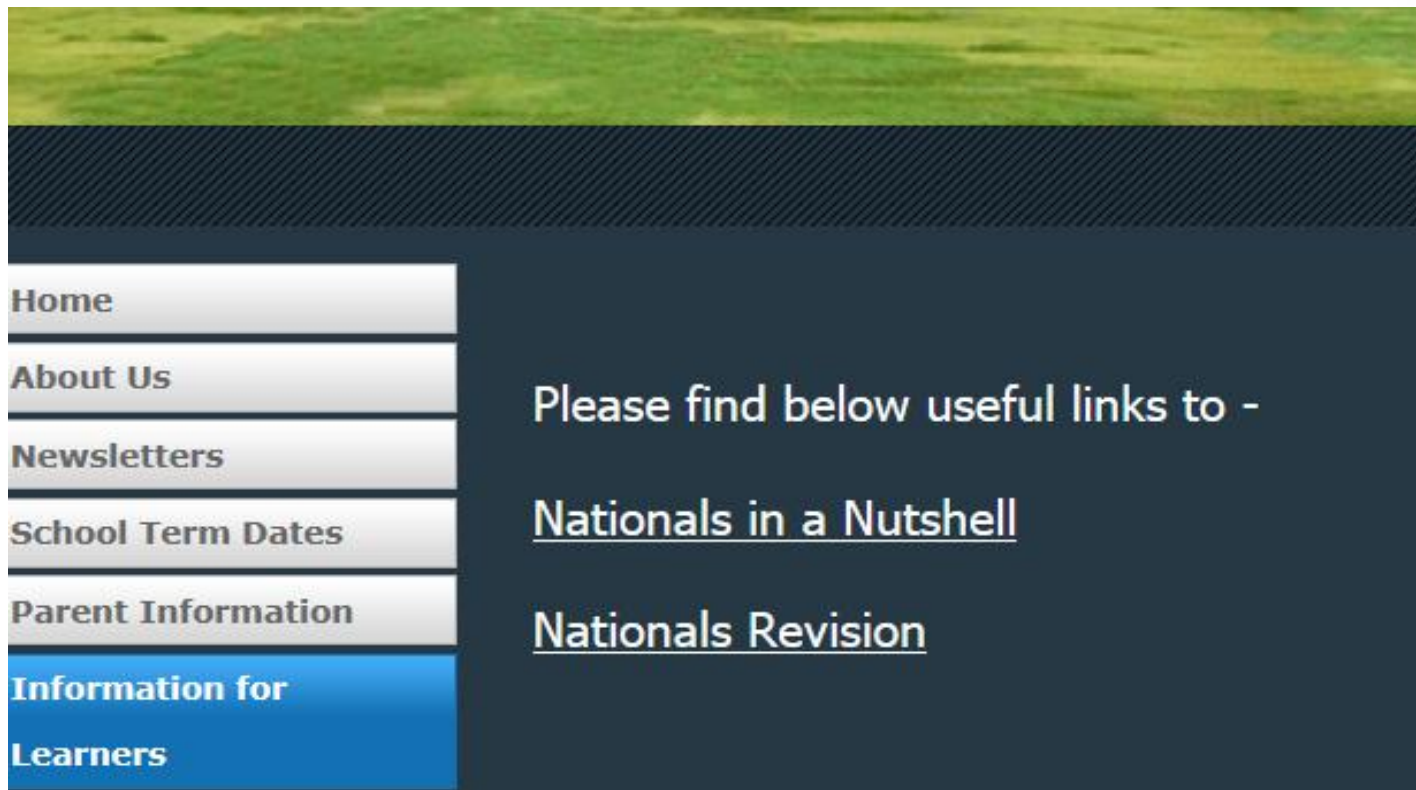 Home
About Us
Newsletters
School Term Dates
Parent Information
Information for
Learners
Please find below useful links to -
Nationals in a Nutshell
Nationals Revision